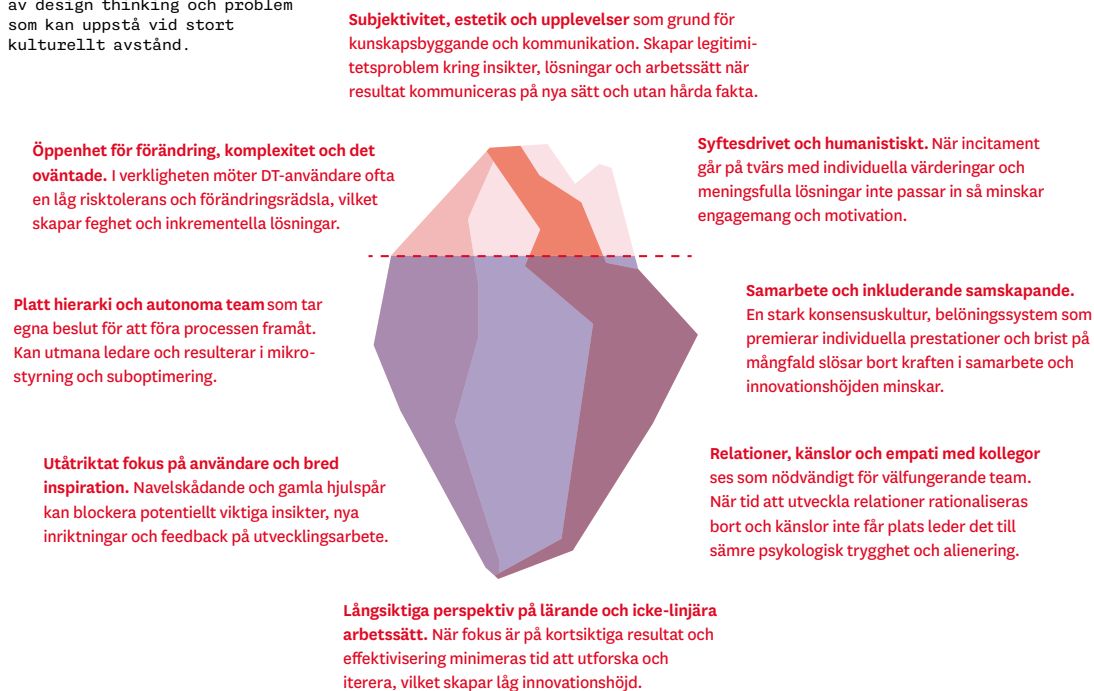 av design thinking och problem
som kan uppstå vid stort
kulturellt avstånd.
Subjektivitet, estetik och upplevelser som grund för
kunskapsbyggande och kommunikation. Skapar legitimi-
tetsproblem kring insikter, lösningar och arbetssätt när
resultat kommuniceras på nya sätt och utan hårda fakta.
Öppenhet för förändring, komplexitet och det
oväntade. I verkligheten möter DT-användare ofta
en låg risktolerans och förändringsrädsla, vilket
skapar feghet och inkrementella lösningar.
Syftesdrivet och humanistiskt. När incitament
går på tvärs med individuella värderingar och
meningsfulla lösningar inte passar in så minskar
engagemang och motivation.
Platt hierarki och autonoma team som tar
egna beslut för att föra processen framåt.
Kan utmana ledare och resulterar i mikro-
styrning och suboptimering.
Samarbete och inkluderande samskapande.
En stark konsensuskultur, belöningssystem som
premierar individuella prestationer och brist på
mångfald slösar bort kraften i samarbete och
innovationshöjden minskar.
Utåtriktat fokus på användare och bred
inspiration. Navelskådande och gamla hjulspår
kan blockera potentiellt viktiga insikter, nya
inriktningar och feedback på utvecklingsarbete.
Relationer, känslor och empati med kollegor
ses som nödvändigt för välfungerande team.
När tid att utveckla relationer rationaliseras
bort och känslor inte får plats leder det till
sämre psykologisk trygghet och alienering.
Långsiktiga perspektiv på lärande och icke-linjära
arbetssätt. När fokus är på kortsiktiga resultat och
effektivisering minimeras tid att utforska och
iterera, vilket skapar låg innovationshöjd.